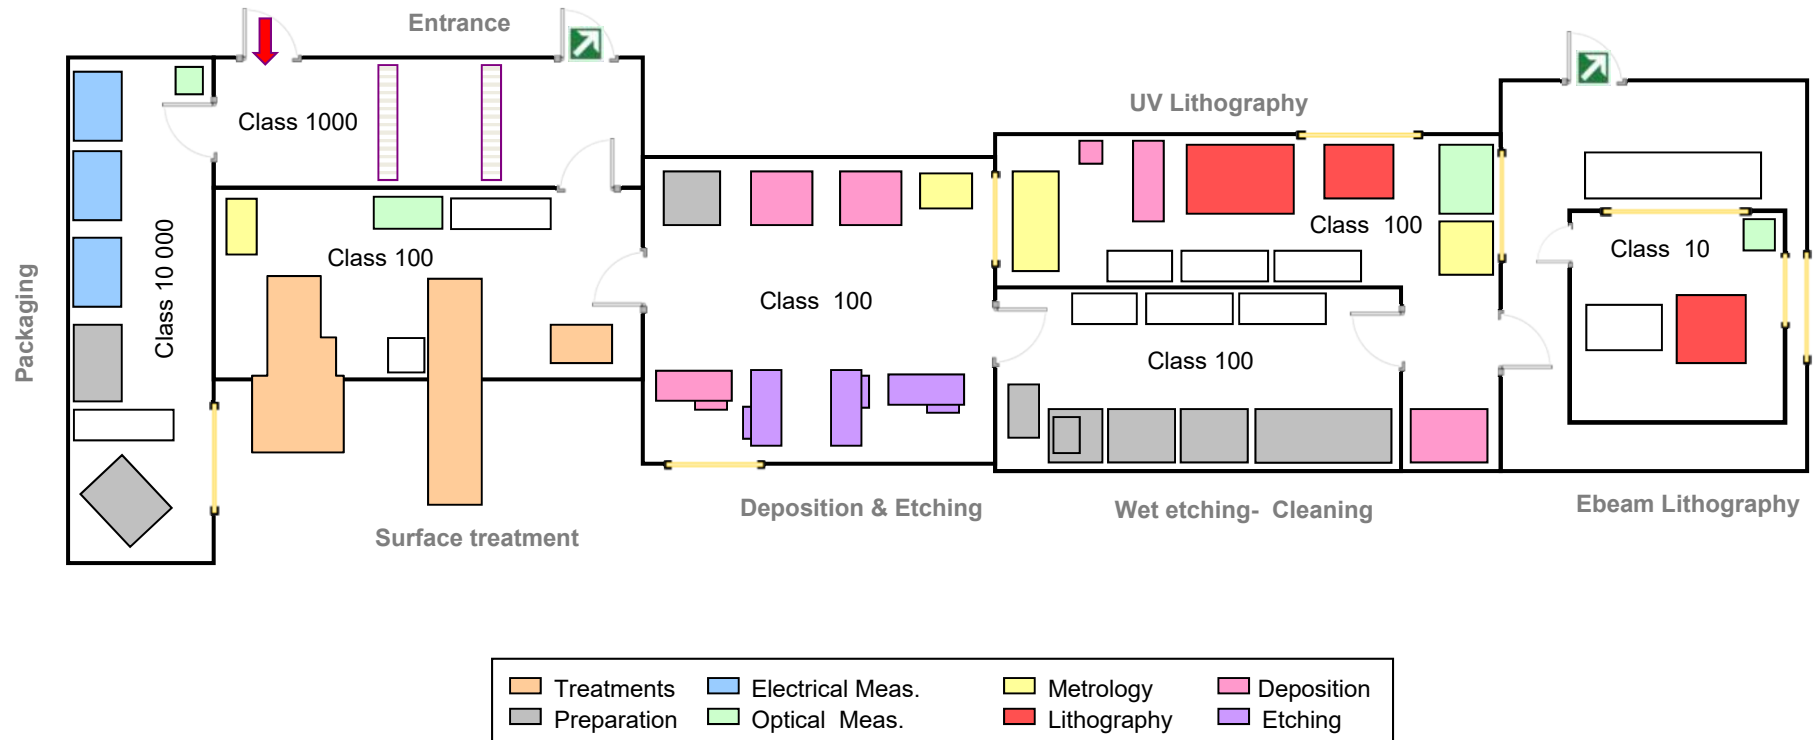 Entrance
Class 1000
UV Lithography
Class 100
Class 10 000
Packaging
Class 100
Class 10
Class 100
Class 100
Deposition & Etching
Wet etching- Cleaning
Ebeam Lithography
Surface treatment
Treatments Electrical Meas. Metrology Deposition
Preparation Optical Meas. Lithography Etching